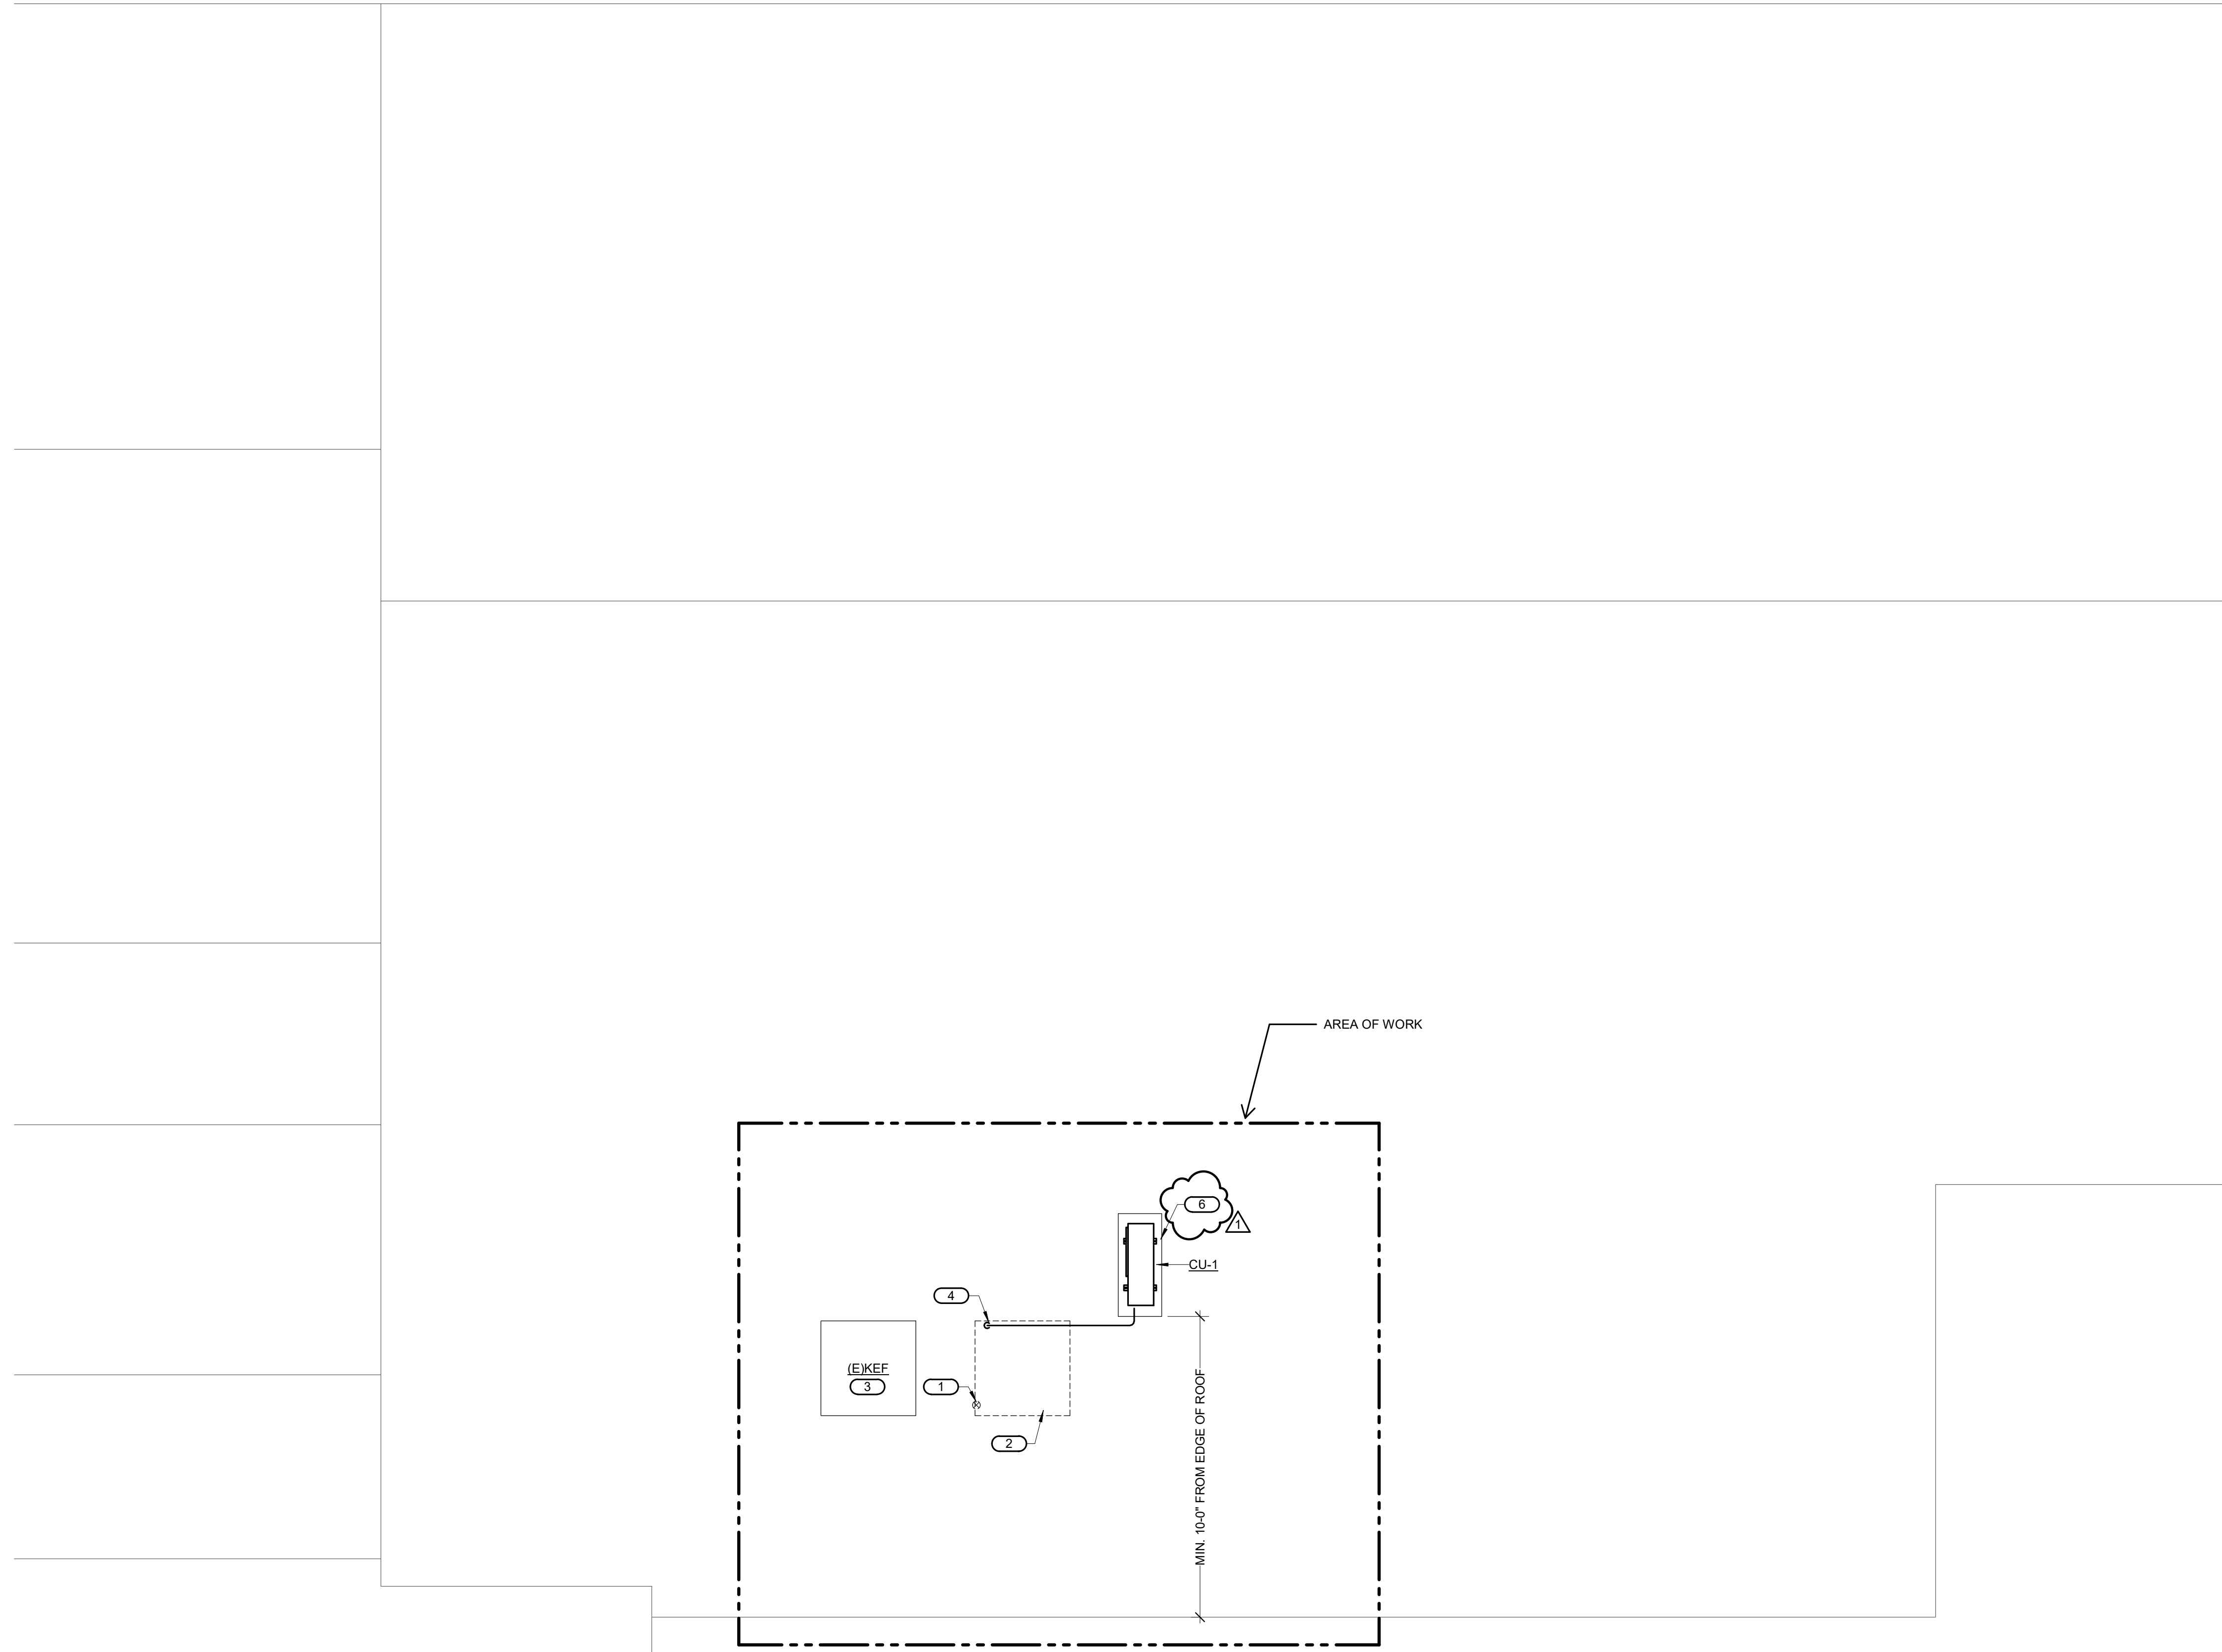 AREA OF WORK
6
1
CU-1
4
(E)KEF
3
1
2
MIN. 10-0" FROM EDGE OF ROOF